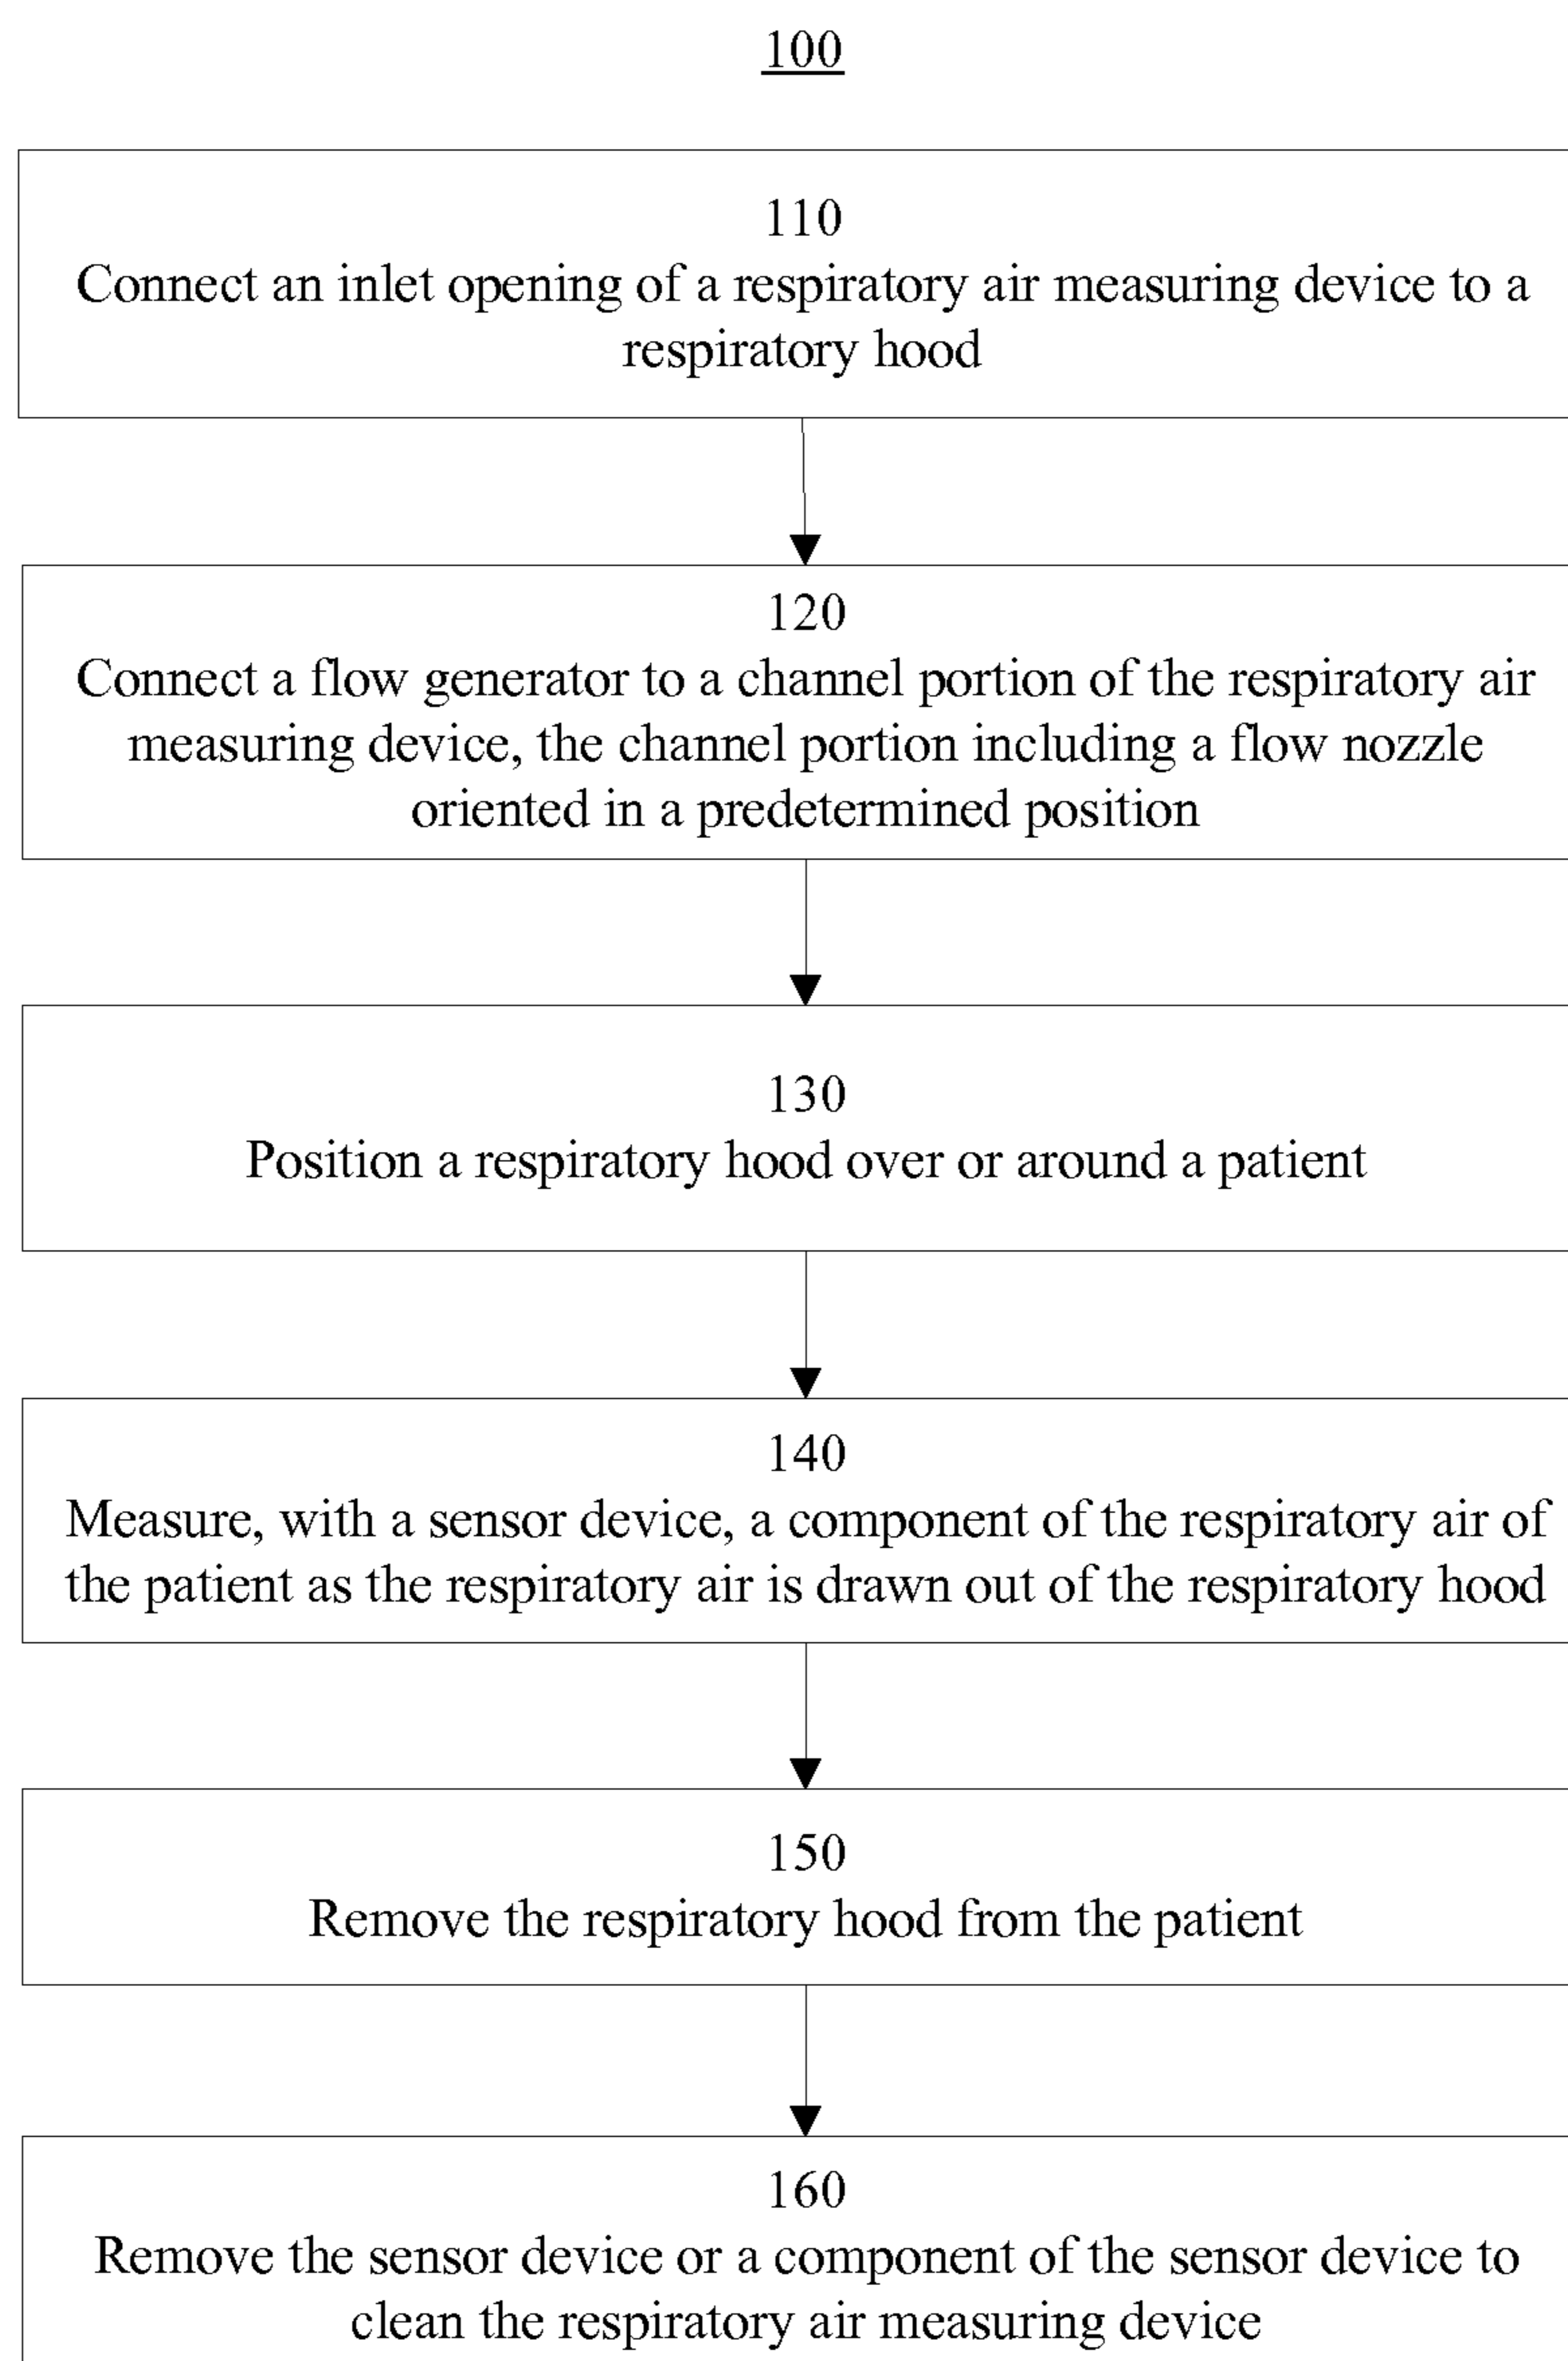 100
110
Connect an inlet opening of a respiratory air measuring device to a
respiratory hood
120
Connect a flow generator to a channel portion of the respiratory air
measuring device, the channel portion including a flow nozzle
oriented in a predetermined position
130
Position a respiratory hood over or around a patient
140
Measure, with a sensor device, a component of the respiratory air of
the patient as the respiratory air is drawn out of the respiratory hood
150
Remove the respiratory hood from the patient
160
Remove the sensor device or a component of the sensor device to
clean the respiratory air measuring device